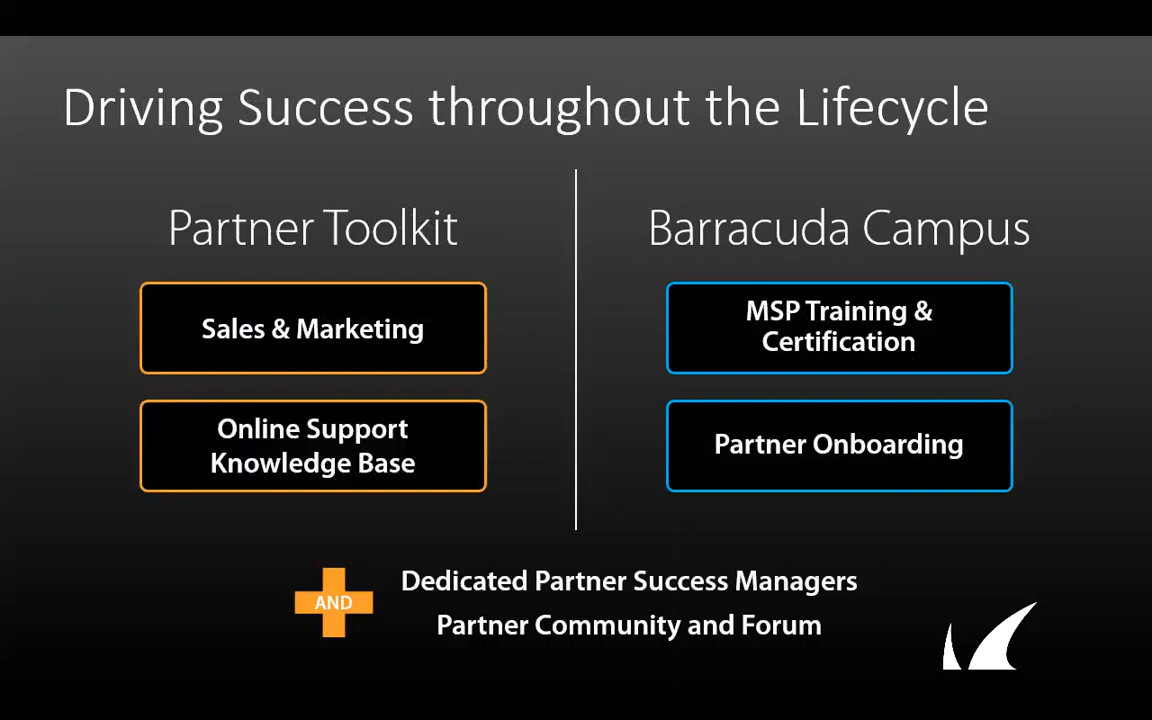 Driving Success throughout the Lifecycle
Partner Toolkit
Sales & Marketing
Online Support
Knowledge Base
Barracuda Campus
MSP Training &
Certification
Partner Onboarding
AND
Dedicated Partner Success Managers
Partner Community and Forum